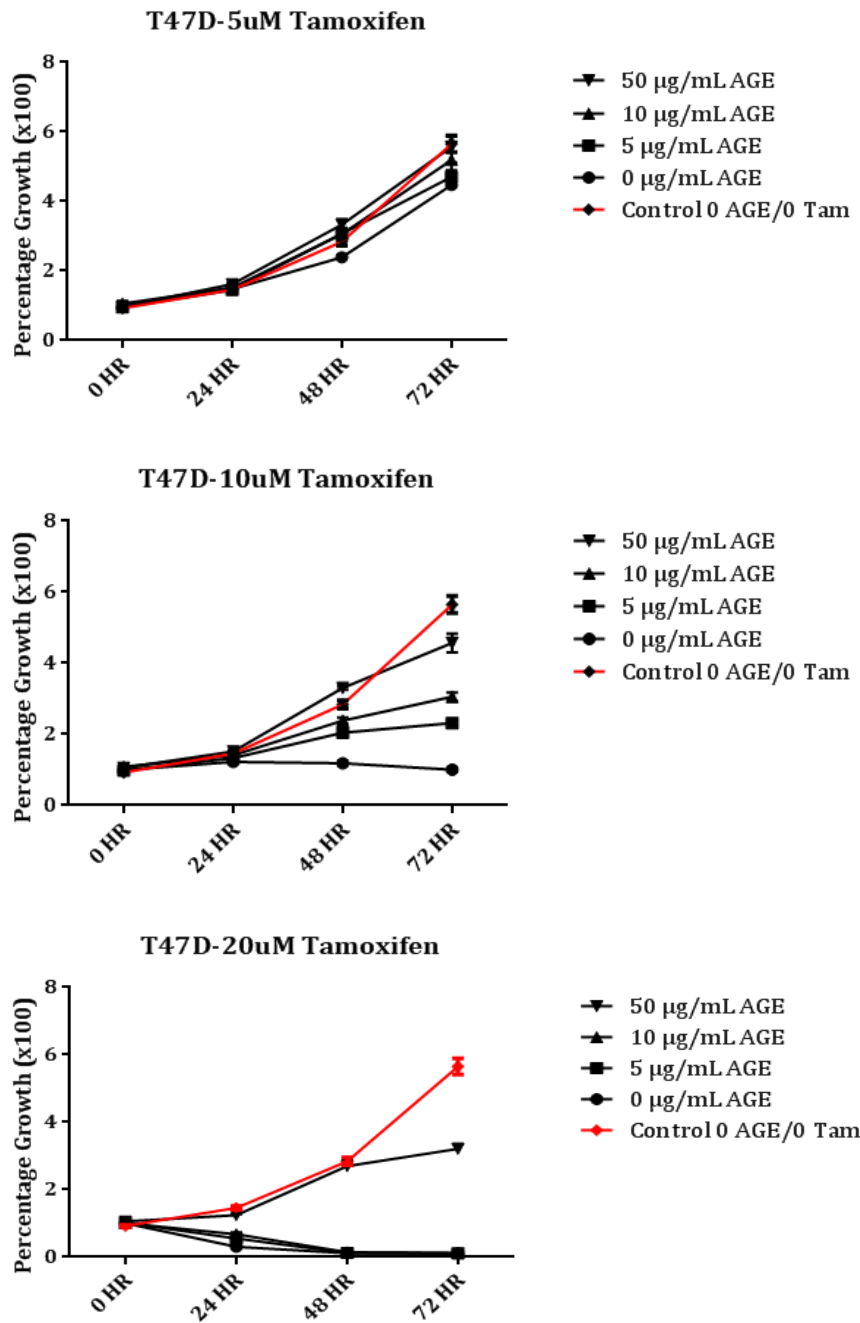 T47D-5uM Tamoxifen
Percentage Growth (x100)
8
6
4
2
0
0 HR
24 HR
48 HR
72 HR
50 µg/mL AGE
10 µg/mL AGE
5 µg/mL AGE
0 µg/mL AGE
Control 0 AGE/0 Tam
T47D-10uM Tamoxifen
Percentage Growth (x100)
8
6
4
2
0
0 HR
24 HR
48 HR
72 HR
50 µg/mL AGE
10 µg/mL AGE
5 µg/mL AGE
0 µg/mL AGE
Control 0 AGE/0 Tam
T47D-20uM Tamoxifen
Percentage Growth (x100)
8
6
4
2
0
0 HR
24 HR
48 HR
72 HR
50 µg/mL AGE
10 µg/mL AGE
5 µg/mL AGE
0 µg/mL AGE
Control 0 AGE/0 Tam